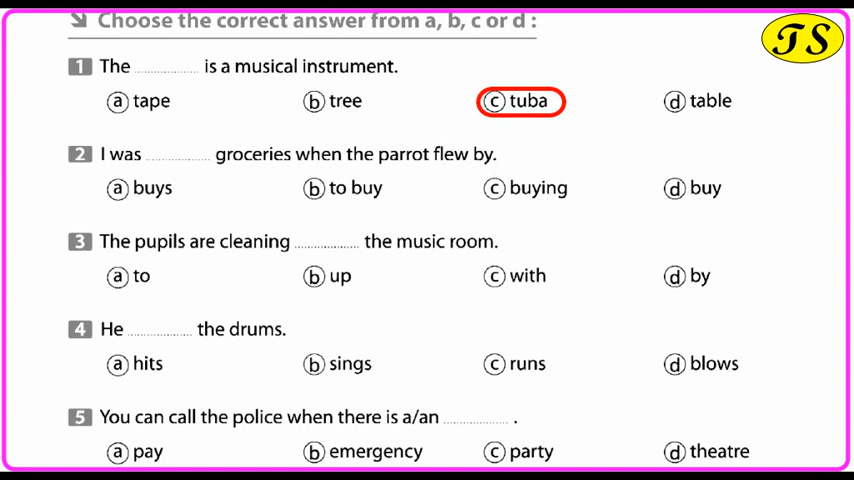 Choose the correct answer from a, b, c or d :
TS
1 The .................. is a musical instrument.
a tape b tree c tuba d table
2 I was .................. groceries when the parrot flew by.
a buys b to buy c buying d buy
3 The pupils are cleaning .................. the music room.
a to b up c with d by
4 He .................. the drums.
a hits b sings c runs d blows
5 You can call the police when there is a/an .................. .
a pay b emergency c party d theatre